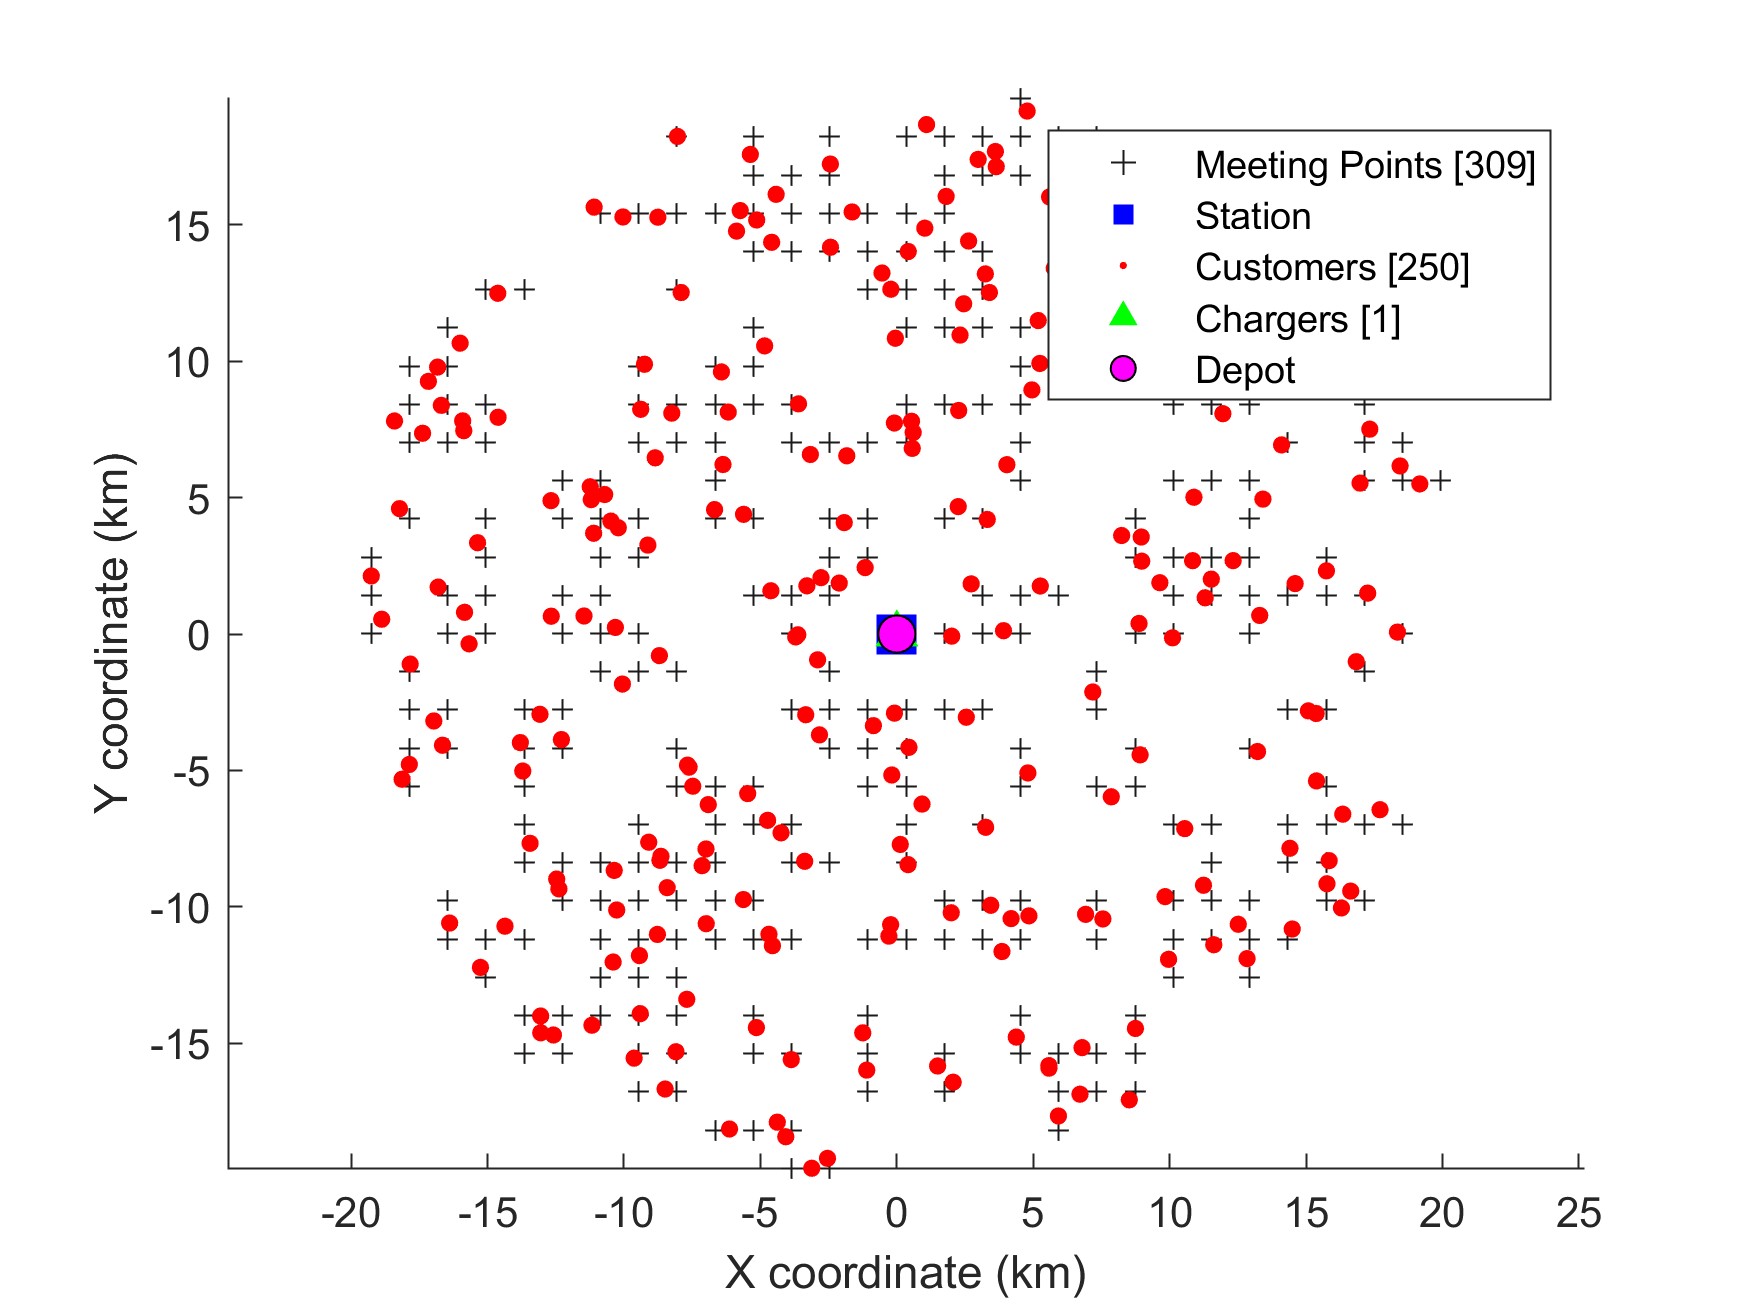 Meeting Points [309]
Station
Customers [250]
Chargers [1]
Depot
15
10
5
0
-5
-10
-15
Y coordinate (km)
-20 -15 -10 -5 0 5 10 15 20 25
X coordinate (km)